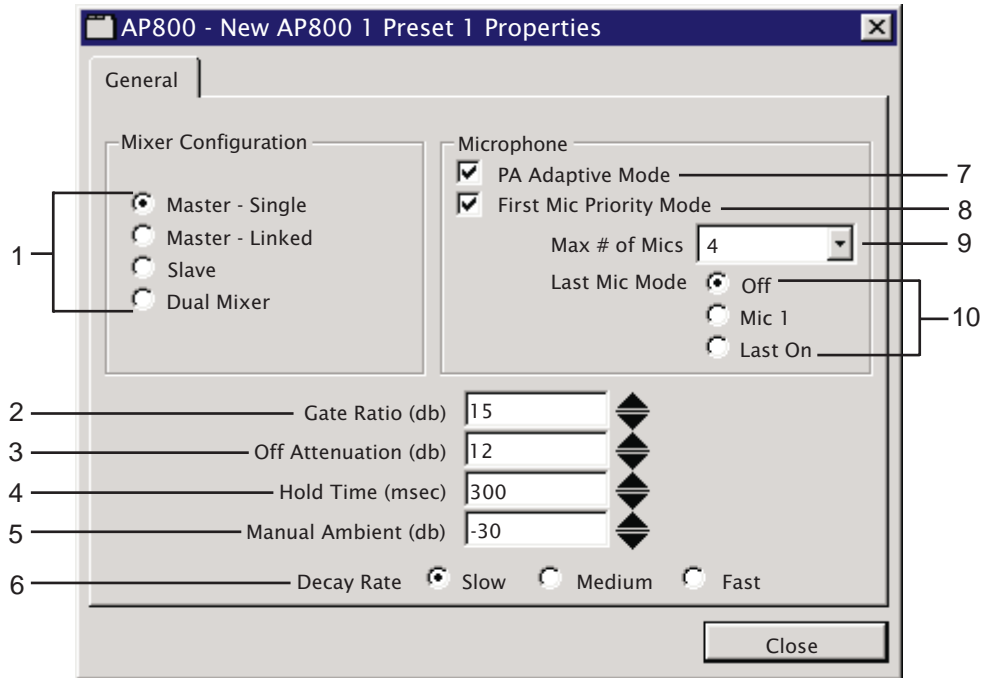 AP800 - New AP800 1 Preset 1 Properties
General
Mixer Configuration
1
Master - Single
Master - Linked
Slave
Dual Mixer
Microphone
PA Adaptive Mode 7
First Mic Priority Mode 8
Max # of Mics 4 9
Last Mic Mode Off
Mic 1
Last On
10
2 Gate Ratio (db) 15
3 Off Attenuation (db) 12
4 Hold Time (msec) 300
5 Manual Ambient (db) -30
6 Decay Rate Slow Medium Fast
Close